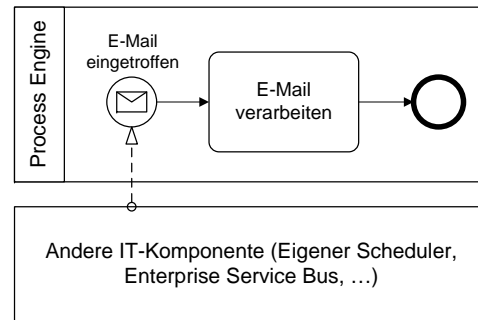 Process Engine
E-Mail
eingetroffen
E-Mail
verarbeiten
Andere IT-Komponente (Eigener Scheduler,
Enterprise Service Bus, …)